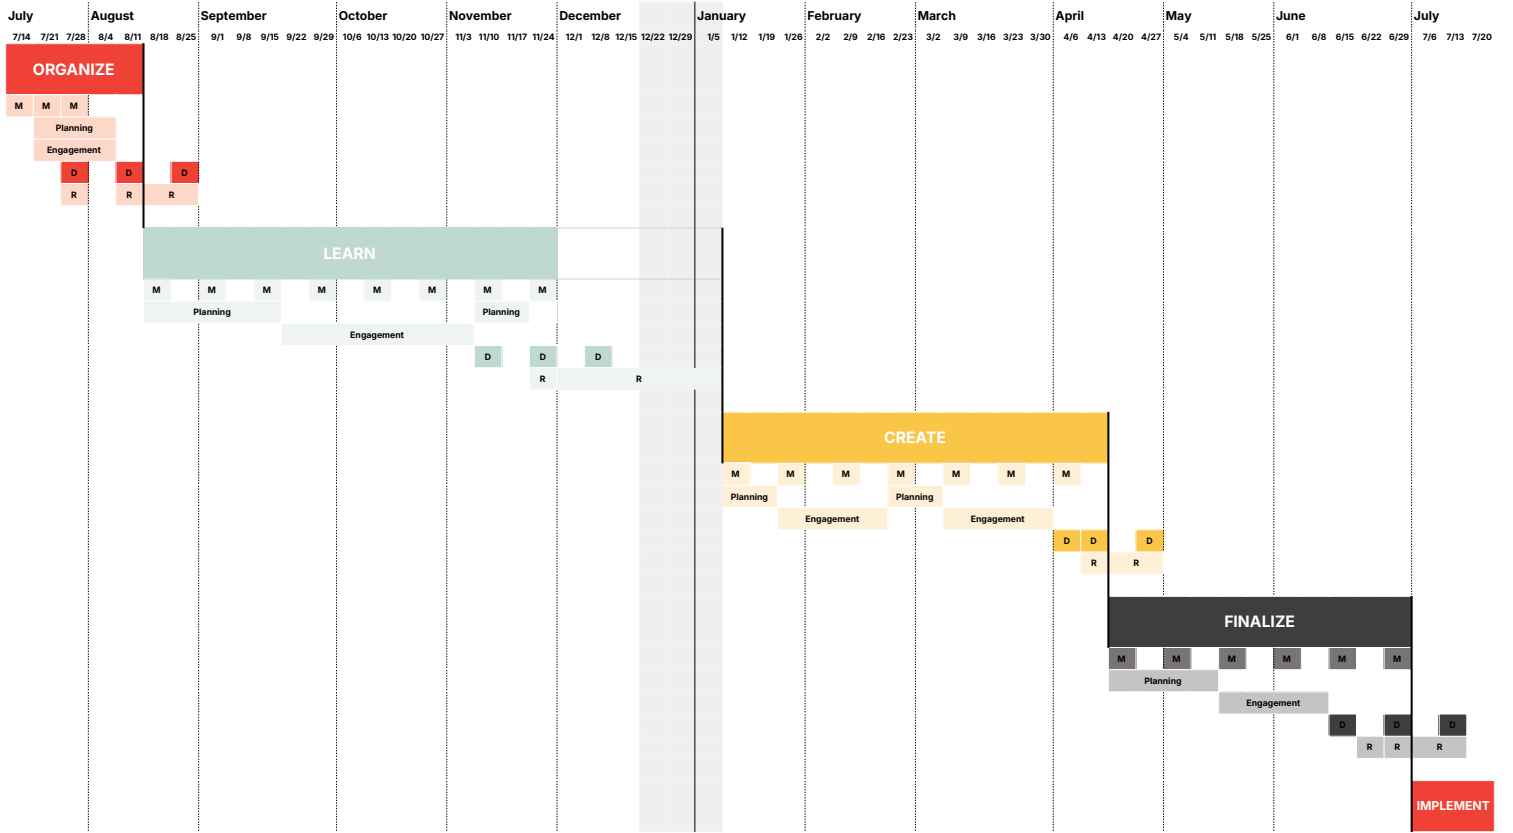 July August September October November December January February March April May June July
7/14 7/21 7/28 8/4 8/11 8/18 8/25 9/1 9/8 9/15 9/22 9/29 10/6 10/13 10/20 10/27 11/3 11/10 11/17 11/24 12/1 12/8 12/15 12/22 12/29 1/5 1/12 1/19 1/26 2/2 2/9 2/16 2/23 3/2 3/9 3/16 3/23 3/30 4/6 4/13 4/20 4/27 5/4 5/11 5/18 5/25 6/1 6/8 6/15 6/22 6/29 7/6 7/13 7/20
ORGANIZE
M M M
Planning
Engagement
D D D
R R R
LEARN
M M M M M M M M
Planning Planning
Engagement
D D D
R R
CREATE
M M M M M M M
Planning Planning
Engagement Engagement
D D D
R R
FINALIZE
M M M M M M
Planning
Engagement
D D D
R R R
IMPLEMENT